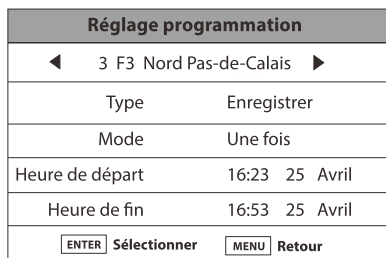 Réglage programmation
◀ 3 F3 Nord Pas-de-Calais ▶
Type Enregistrer
Mode Une fois
Heure de départ 16:23 25 Avril
Heure de fin 16:53 25 Avril
ENTER Sélectionner MENU Retour